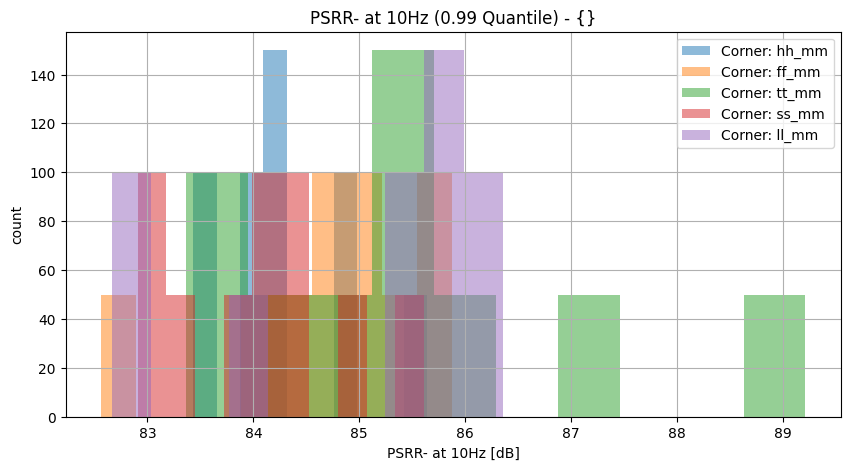 PSRR- at 10Hz (0.99 Quantile) - {}
Corner: hh_mm
Corner: ff_mm
Corner: tt_mm
Corner: ss_mm
Corner: ll_mm
count
140
120
100
80
60
40
20
0
83 84 85 86 87 88 89
PSRR- at 10Hz [dB]